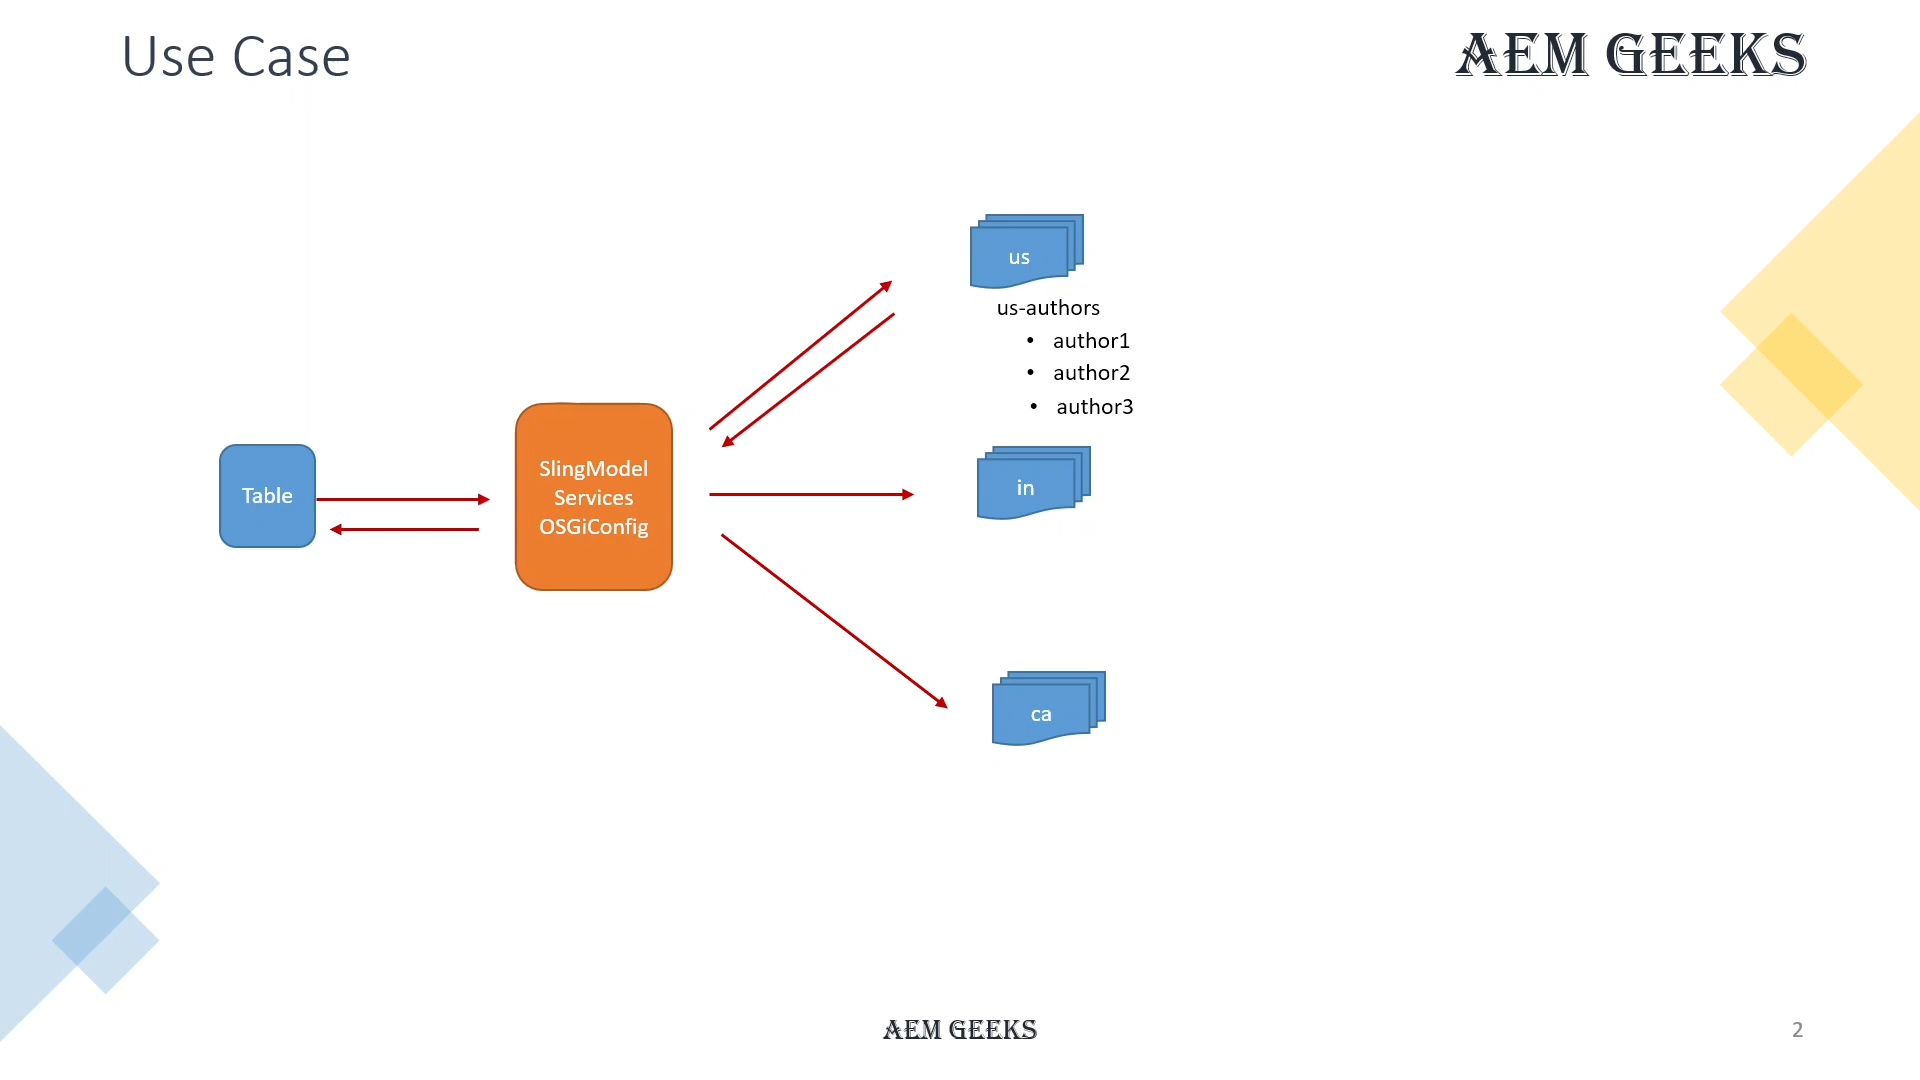 Use Case
AEM GEEKS
us
us-authors
• author1
• author2
• author3
Table
SlingModel
Services
OSGiConfig
in
ca
AEM GEEKS
2